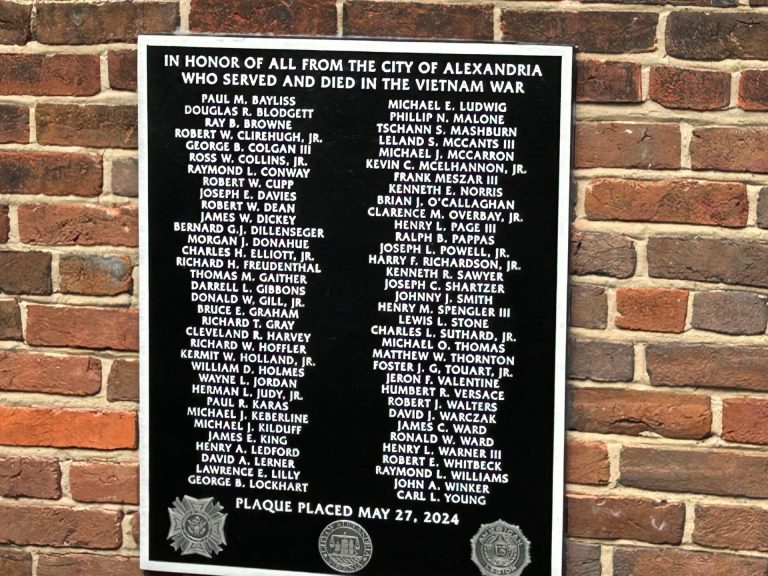 IN HONOR OF ALL FROM THE CITY OF ALEXANDRIA
WHO SERVED AND DIED IN THE VIETNAM WAR
PAUL M. BAYLISS
DOUGLAS R. BLODGETT
RAY B. BROWNE
ROBERT W. CLIREHUGH, JR.
GEORGE B. COLGAN III
ROSS W. COLLINS, JR.
RAYMOND L. CONWAY
ROBERT W. CUPP
JOSEPH E. DAVIES
ROBERT W. DEAN
JAMES W. DICKEY
BERNARD G.J. DILLENSEGER
MORGAN J. DONAHUE
CHARLES H. ELLIOTT, JR.
RICHARD H. FREUDENTHAL
THOMAS M. GAITHER
DARRELL L. GIBBONS
DONALD W. GILL, JR.
BRUCE E. GRAHAM
RICHARD T. GRAY
CLEVELAND R. HARVEY
RICHARD W. HOFFLER
KERMIT W. HOLLAND, JR.
WILLIAM D. HOLMES
WAYNE L. JORDAN
HERMAN L. JUDY, JR.
PAUL R. KARAS
MICHAEL J. KEBERLINE
MICHAEL J. KILDUFF
JAMES E. KING
HENRY A. LEDFORD
DAVID A. LERNER
LAWRENCE E. LILLY
GEORGE B. LOCKHART
MICHAEL E. LUDWIG
PHILLIP N. MALONE
TSCHANN S. MASHBURN
LELAND S. MCCANTS III
MICHAEL J. MCCARRON
KEVIN C. MCELHANNON, JR.
FRANK MESZAR III
KENNETH E. NORRIS
BRIAN J. O'CALLAGHAN
CLARENCE M. OVERBAY, JR.
HENRY L. PAGE III
RALPH B. PAPPAS
JOSEPH L. POWELL, JR.
HARRY F. RICHARDSON, JR.
KENNETH R. SAWYER
JOSEPH C. SHARTZER
JOHNNY J. SMITH
HENRY M. SPENGLER III
LEWIS L. STONE
CHARLES L. SUTHARD, JR.
MICHAEL O. THOMAS
MATTHEW W. THORNTON
FOSTER J. G. TOUART, JR.
JERON F. VALENTINE
HUMBERT R. VERSACE
ROBERT J. WALTERS
DAVID J. WARCZAK
JAMES C. WARD
RONALD W. WARD
HENRY L. WARNER III
ROBERT E. WHITBECK
RAYMOND L. WILLIAMS
JOHN A. WINKER
CARL L. YOUNG
PLAQUE PLACED MAY 27, 2024
AMERICAN
US
LEGION